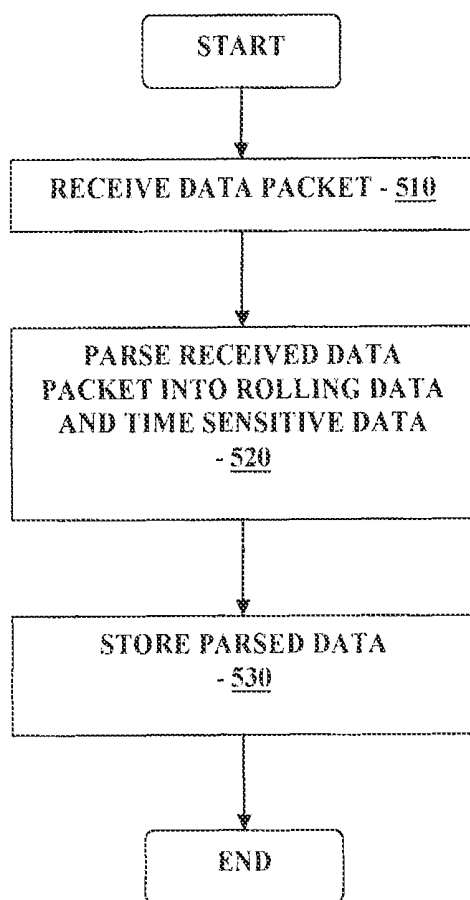 START
RECEIVE DATA PACKET - 510
PARSE RECEIVED DATA
PACKET INTO ROLLING DATA
AND TIME SENSITIVE DATA
- 520
STORE PARSED DATA
- 530
END